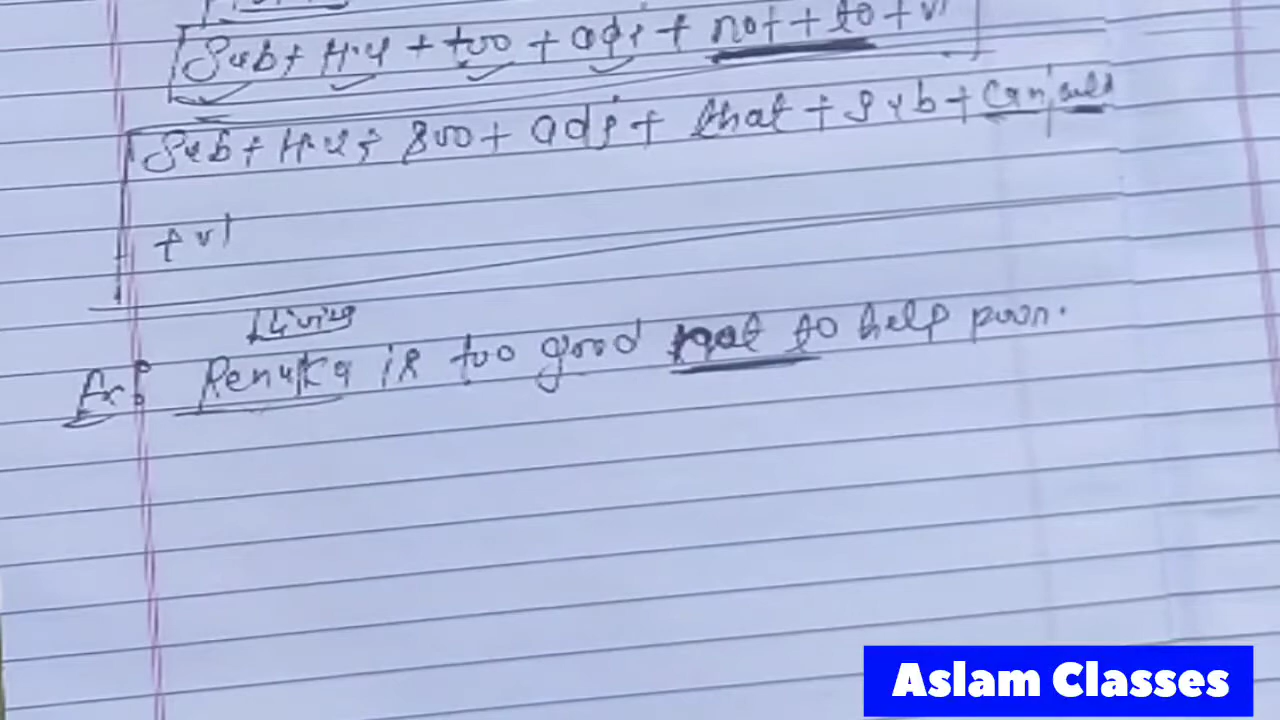 Sub + H.V + too + adj + not + to + v1
Sub + H.V + soo + adj + that + Sub + can/
+ v1
Living
Ex: Renuka is too good not to help poor.
Aslam Classes